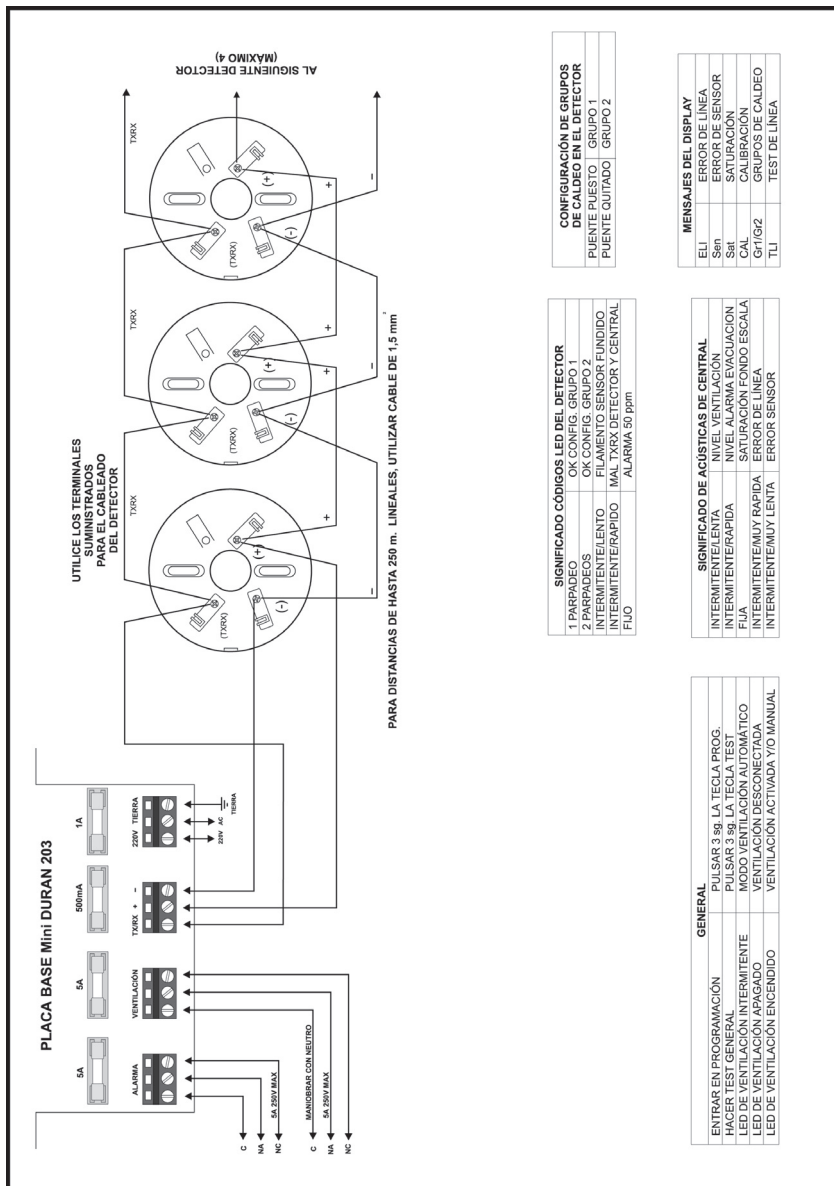 PLACA BASE Mini DURAN 203
5A
5A
500mA
1A
ALARMA
VENTILACIÓN
TX/RX + –
220V TIERRA
C
NA
5A 250V MAX
NC
MANIOBRAR CON NEUTRO
C
5A 250V MAX
NA
NC
220V
AC
TIERRA
UTILICE LOS TERMINALES
SUMINISTRADOS
PARA EL CABLEADO
DEL DETECTOR
TXRX
TXRX
TXRX
AL SIGUIENTE DETECTOR
(MÁXIMO 4)
(TXRX)
(+)
(-)
(TXRX)
(+)
(-)
(TXRX)
(+)
(-)
+
+
+
–
–
–
PARA DISTANCIAS DE HASTA 250 m. LINEALES, UTILIZAR CABLE DE 1,5 mm²
SIGNIFICADO CÓDIGOS LED DEL DETECTOR
1 PARPADEO OK CONFIG. GRUPO 1
2 PARPADEOS OK CONFIG. GRUPO 2
INTERMITENTE/LENTO FILAMENTO SENSOR FUNDIDO
INTERMITENTE/RAPIDO MAL TXRX DETECTOR Y CENTRAL
FIJO ALARMA 50 ppm
CONFIGURACIÓN DE GRUPOS
DE CALDEO EN EL DETECTOR
PUENTE PUESTO GRUPO 1
PUENTE QUITADO GRUPO 2
GENERAL
ENTRAR EN PROGRAMACIÓN PULSAR 3 sg. LA TECLA PROG.
HACER TEST GENERAL PULSAR 3 sg. LA TECLA TEST
LED DE VENTILACIÓN INTERMITENTE MODO VENTILACIÓN AUTOMÁTICO
LED DE VENTILACIÓN APAGADO VENTILACIÓN DESCONECTADA
LED DE VENTILACIÓN ENCENDIDO VENTILACIÓN ACTIVADA Y/O MANUAL
SIGNIFICADO DE ACÚSTICAS DE CENTRAL
INTERMITENTE/LENTA NIVEL VENTILACIÓN
INTERMITENTE/RAPIDA NIVEL ALARMA EVACUACION
FIJA SATURACIÓN FONDO ESCALA
INTERMITENTE/MUY RAPIDA ERROR DE LÍNEA
INTERMITENTE/MUY LENTA ERROR SENSOR
MENSAJES DEL DISPLAY
ELI ERROR DE LÍNEA
Sen ERROR DE SENSOR
Sat SATURACIÓN
CAL CALIBRACIÓN
Gr1/Gr2 GRUPOS DE CALDEO
TLI TEST DE LÍNEA